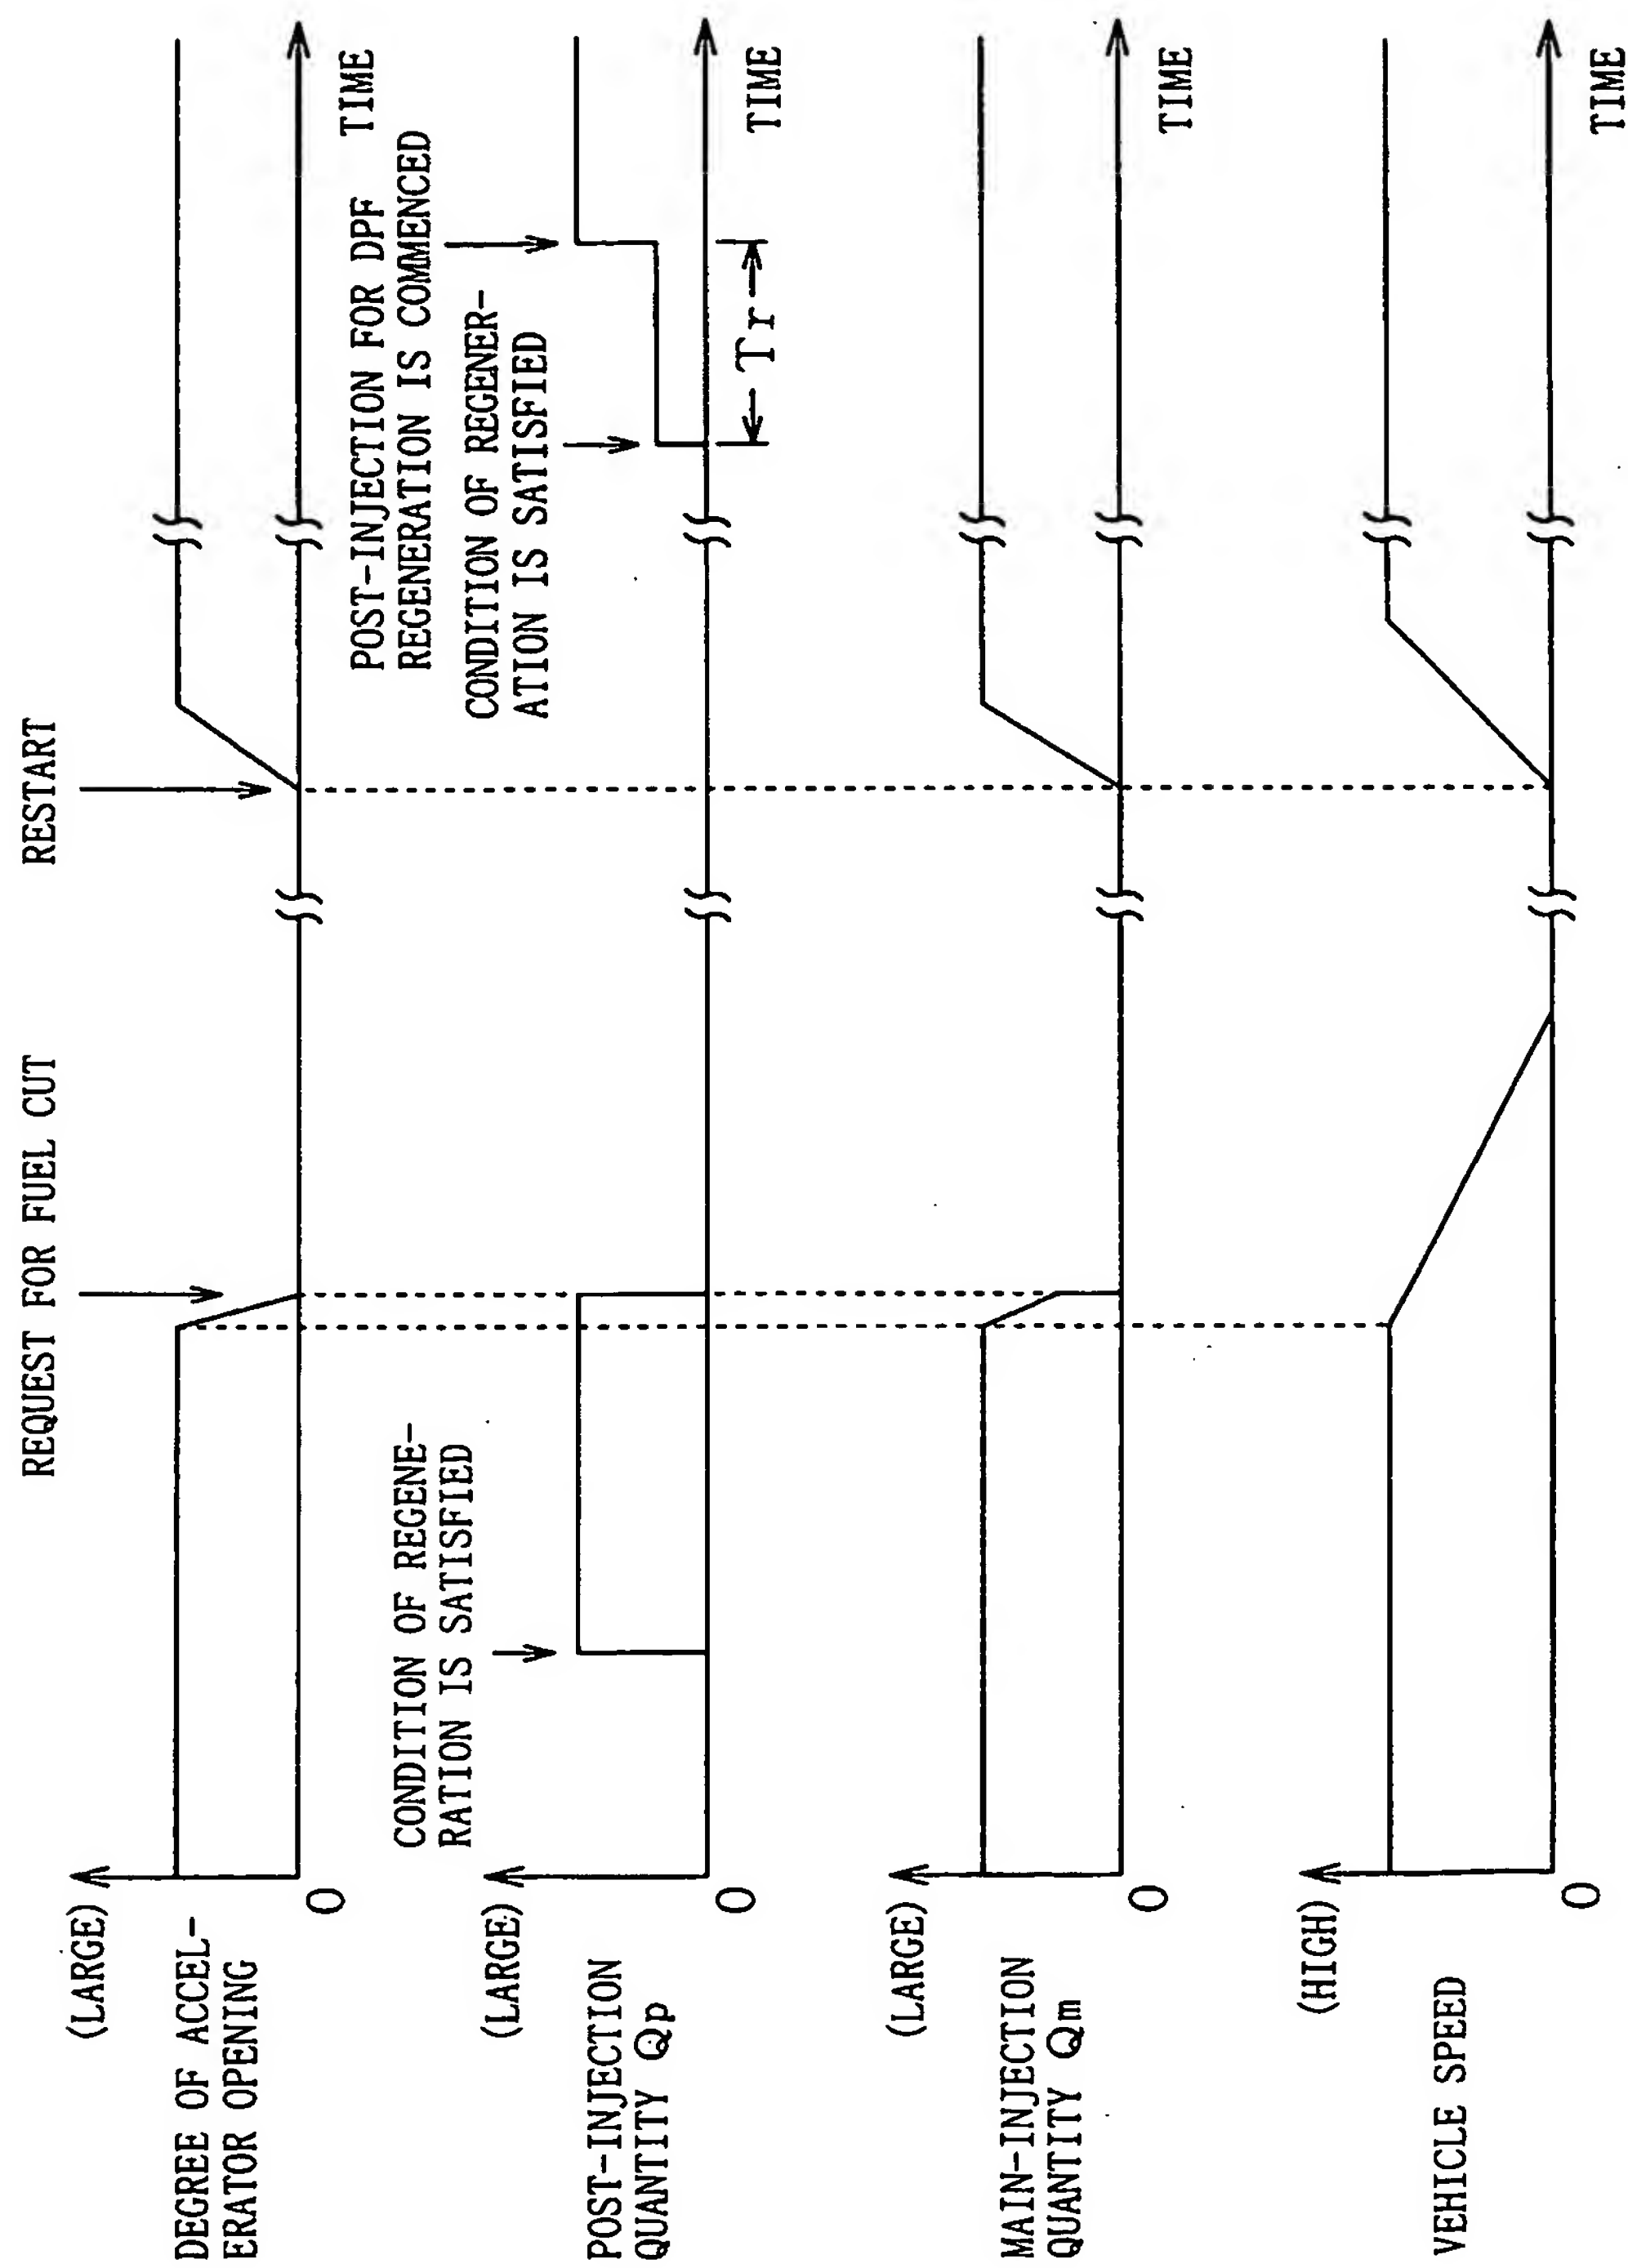 REQUEST FOR FUEL CUT
RESTART
(LARGE)
DEGREE OF ACCEL-
ERATOR OPENING
0
TIME
POST-INJECTION FOR DPF
REGENERATION IS COMMENCED
CONDITION OF REGENE-
RATION IS SATISFIED
CONDITION OF REGENER-
ATION IS SATISFIED
(LARGE)
POST-INJECTION
QUANTITY Qp
0
Tr
TIME
(LARGE)
MAIN-INJECTION
QUANTITY Qm
0
TIME
(HIGH)
VEHICLE SPEED
0
TIME